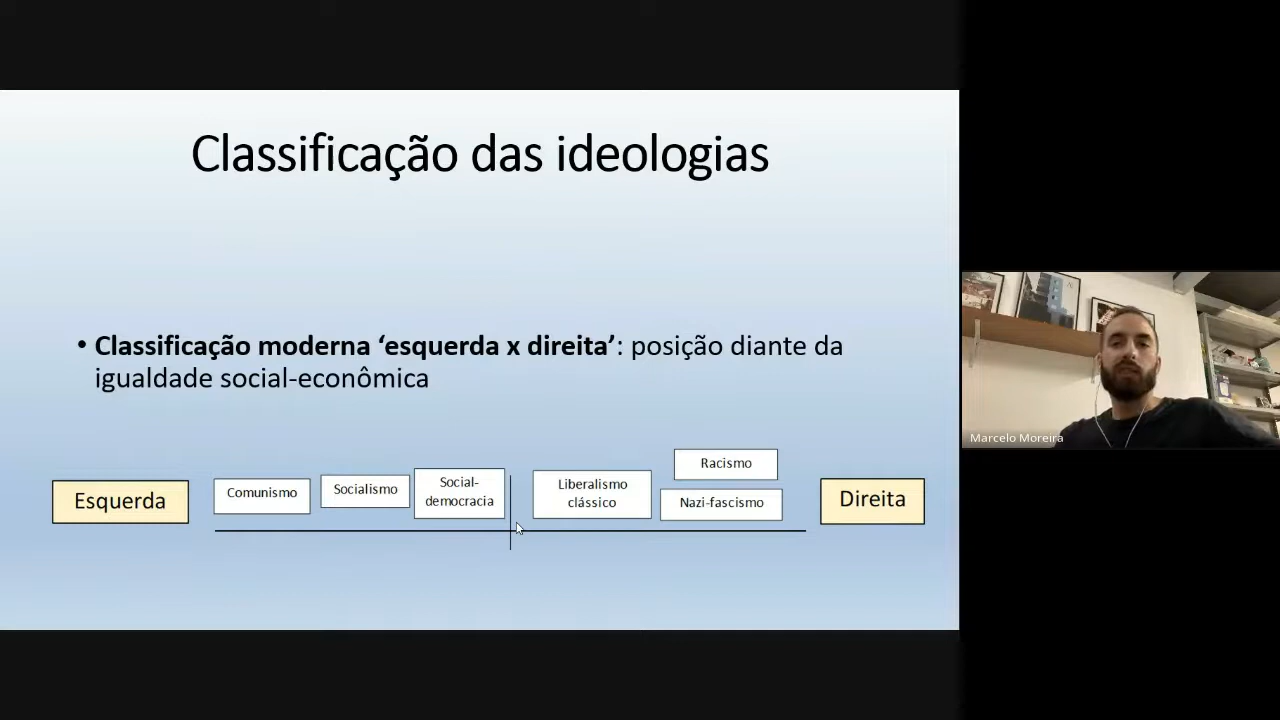 Classificação das ideologias
• Classificação moderna ‘esquerda x direita’: posição diante da
igualdade social-econômica
Esquerda
Comunismo
Socialismo
Social-
democracia
Liberalismo
clássico
Racismo
Nazi-fascismo
Direita
Marcelo Moreira